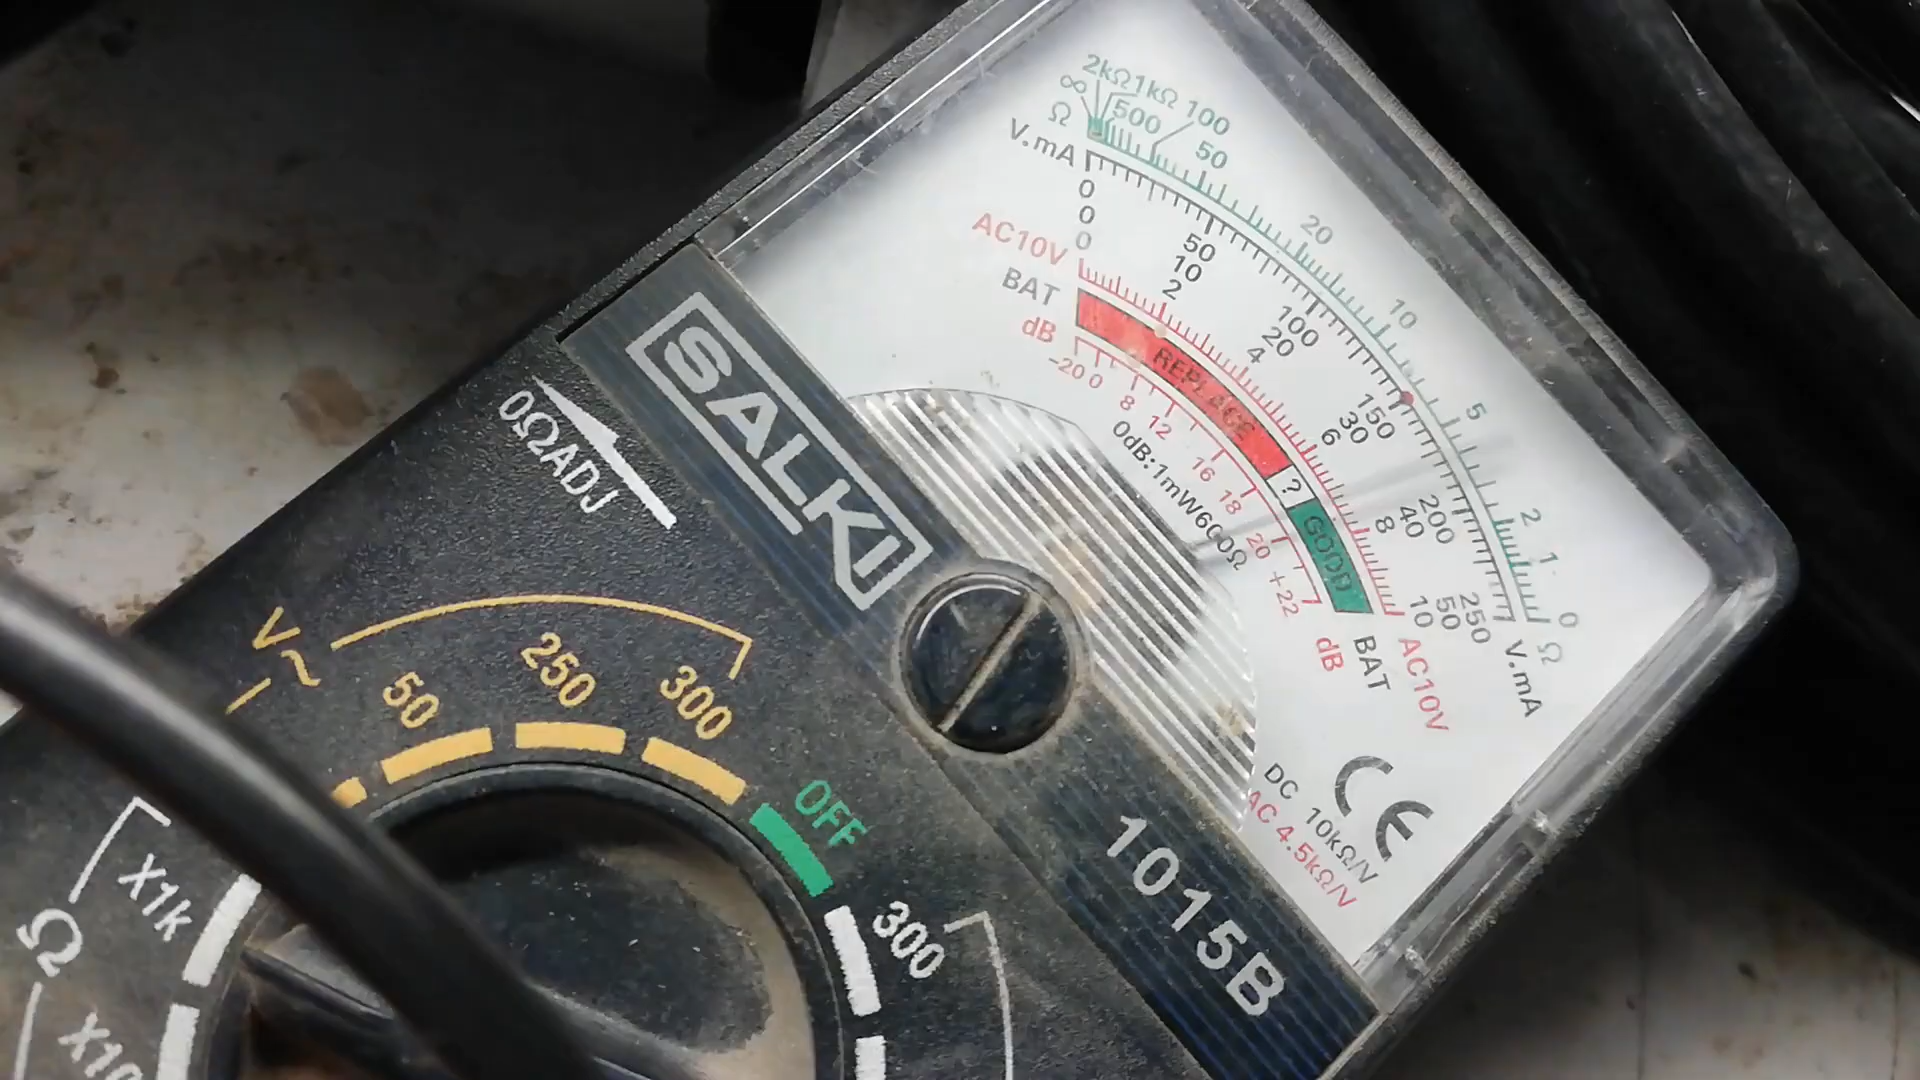 2kΩ 1kΩ 100
∞ 500 50 20 10 5 2 1 0
Ω Ω
V.mA V.mA
0 50 100 150 200 250
0 10 20 30 40 50
0 2 4 6 8 10
AC10V AC10V
BAT REPLACE ? GOOD BAT
dB -20 0 8 12 16 18 20 +22 dB
0dB:1mW600Ω
CE
DC 10kΩ/V
AC 4.5kΩ/V
SALKI
1015B
0ΩADJ
V~
50 250 300
OFF
300
Ω
X1k
X10